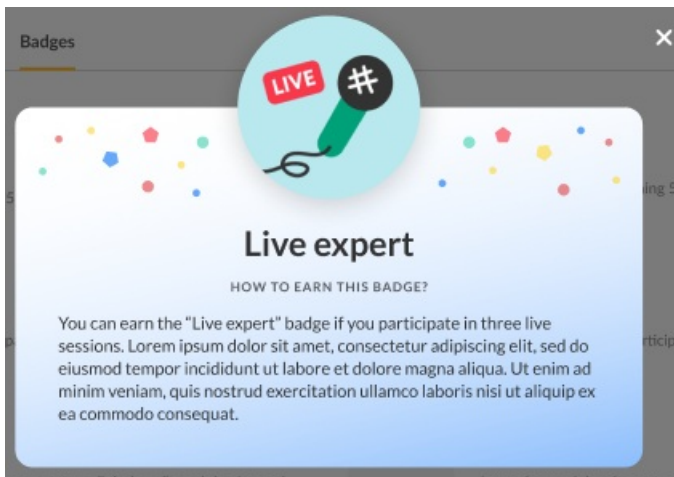 Badges
LIVE
#
Live expert
HOW TO EARN THIS BADGE?
You can earn the “Live expert” badge if you participate in three live
sessions. Lorem ipsum dolor sit amet, consectetur adipiscing elit, sed do
eiusmod tempor incididunt ut labore et dolore magna aliqua. Ut enim ad
minim veniam, quis nostrud exercitation ullamco laboris nisi ut aliquip ex
ea commodo consequat.